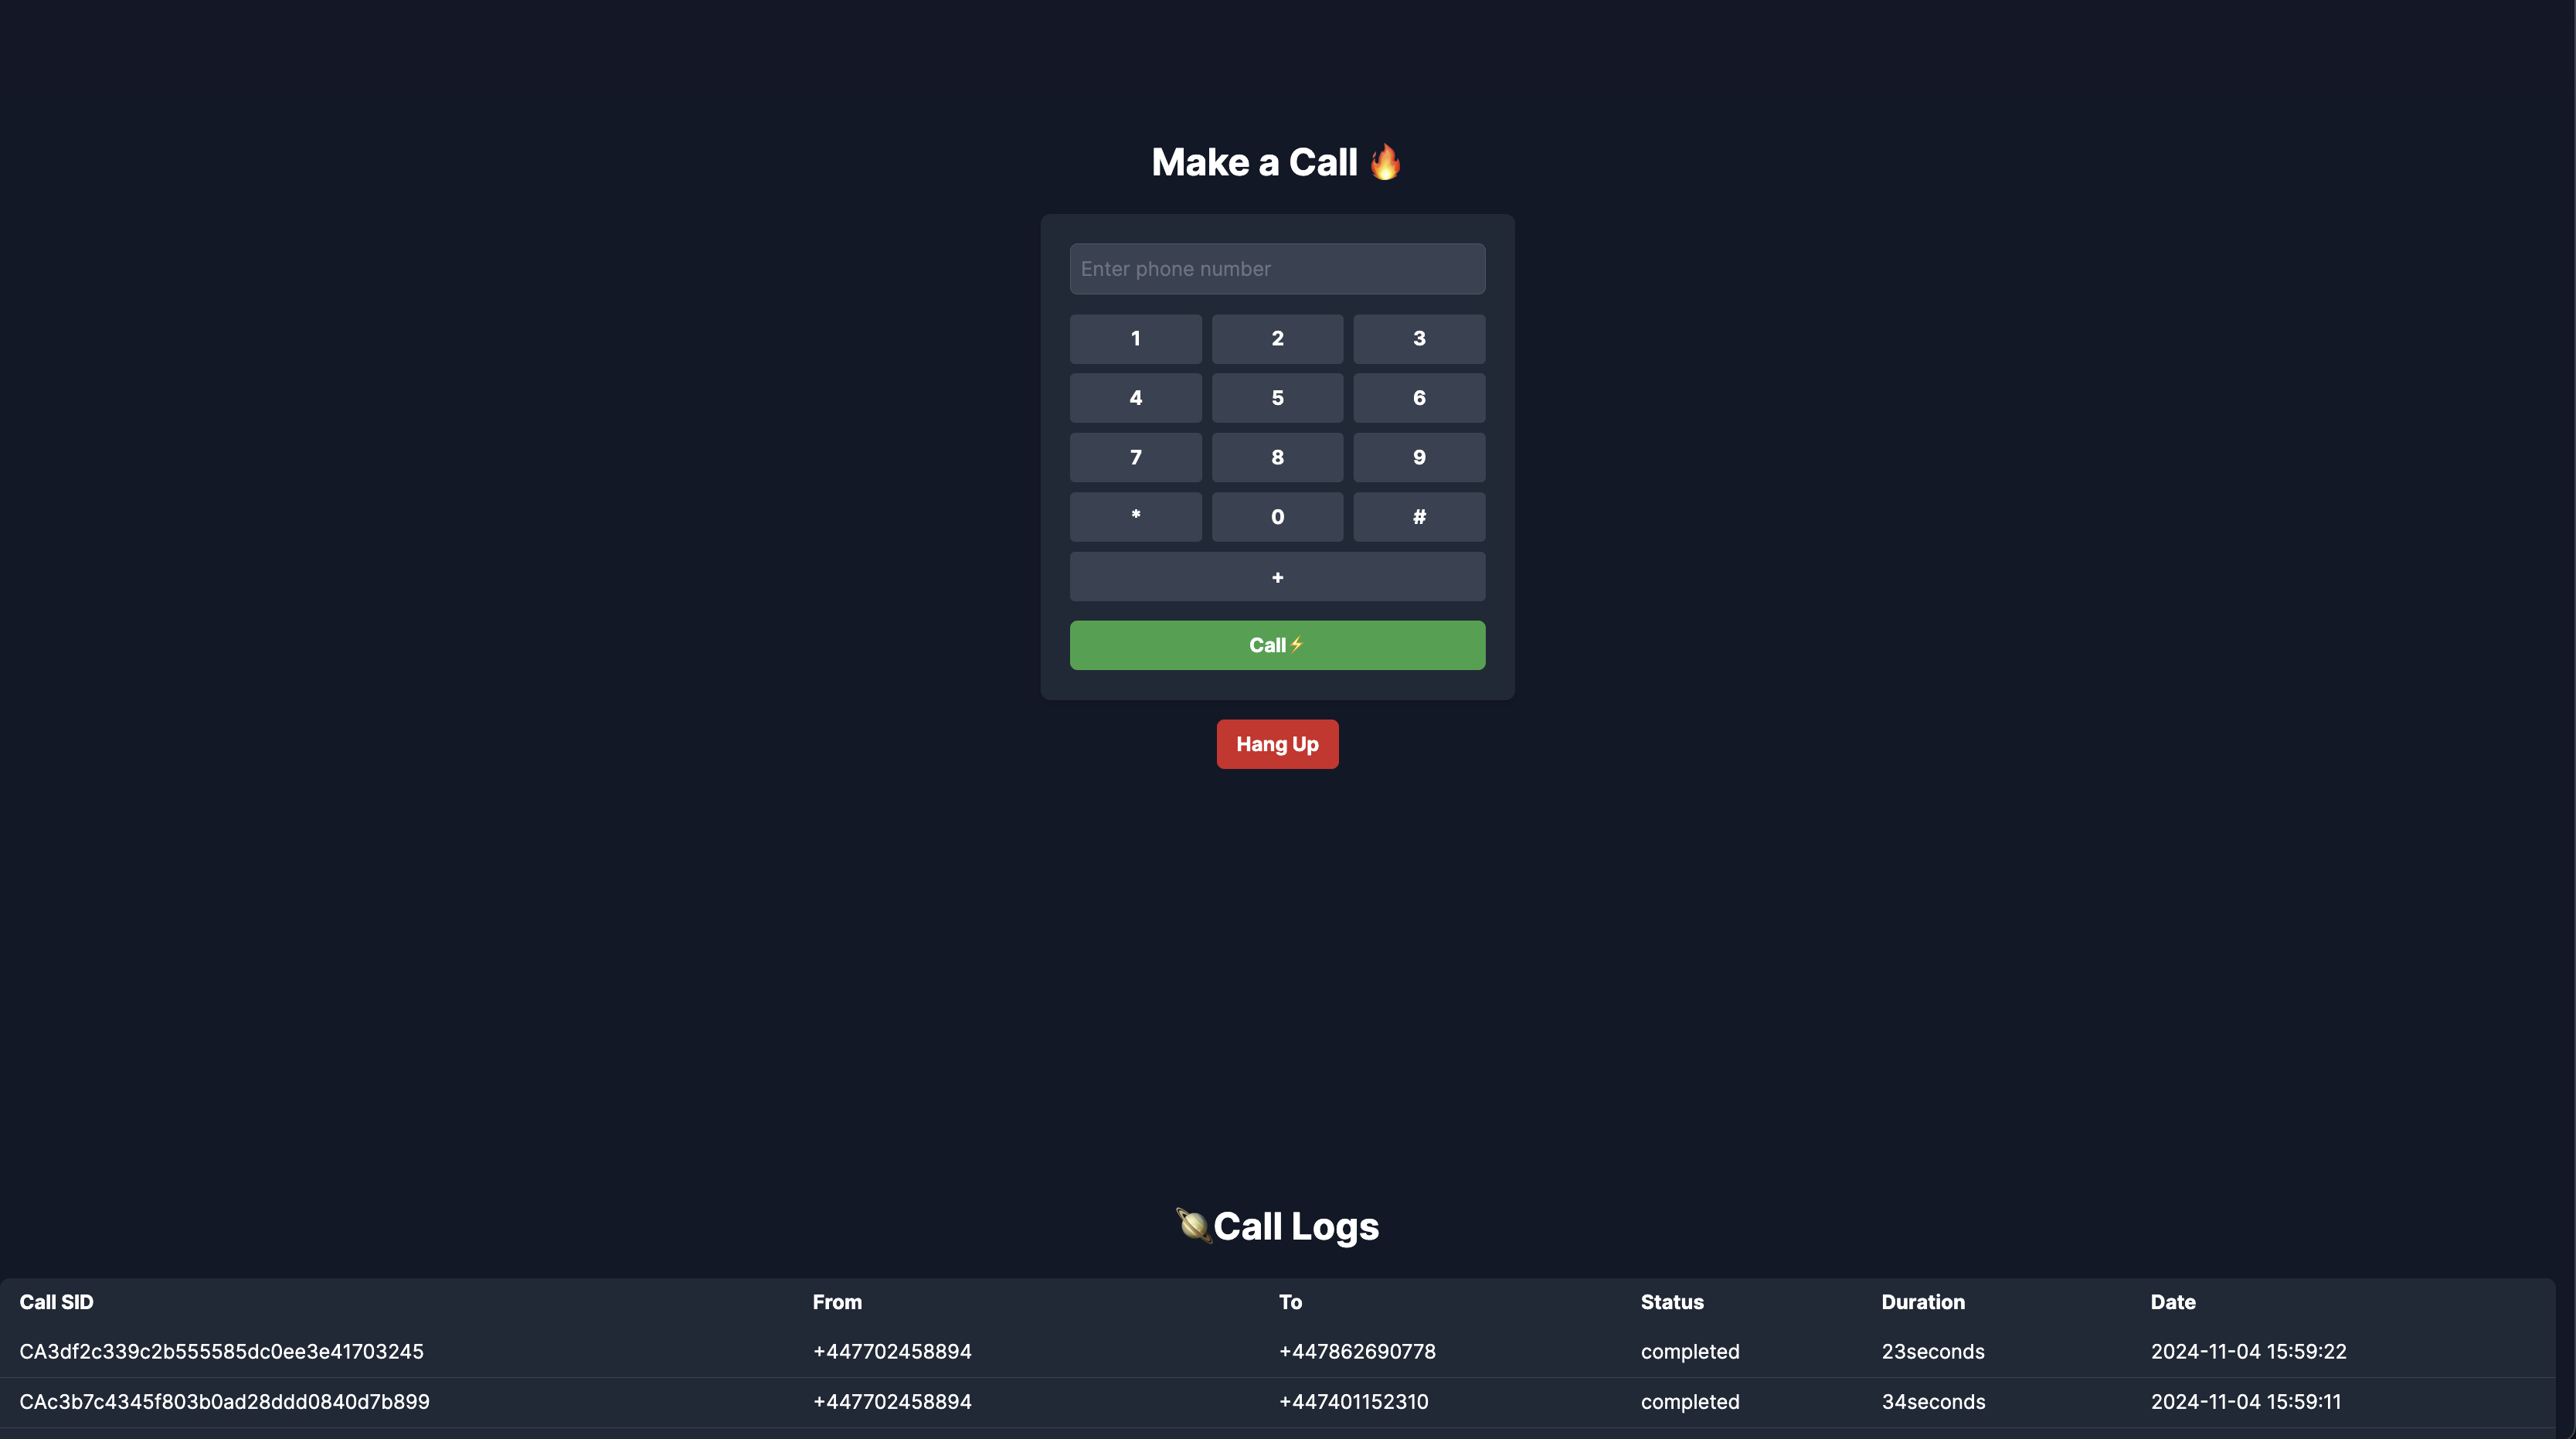 Make a Call 🔥
Enter phone number
1 2 3
4 5 6
7 8 9
* 0 #
+
Call⚡
Hang Up
🪐Call Logs
Call SID From To Status Duration Date
CA3df2c339c2b555585dc0ee3e41703245 +447702458894 +447862690778 completed 23seconds 2024-11-04 15:59:22
CAc3b7c4345f803b0ad28ddd0840d7b899 +447702458894 +447401152310 completed 34seconds 2024-11-04 15:59:11